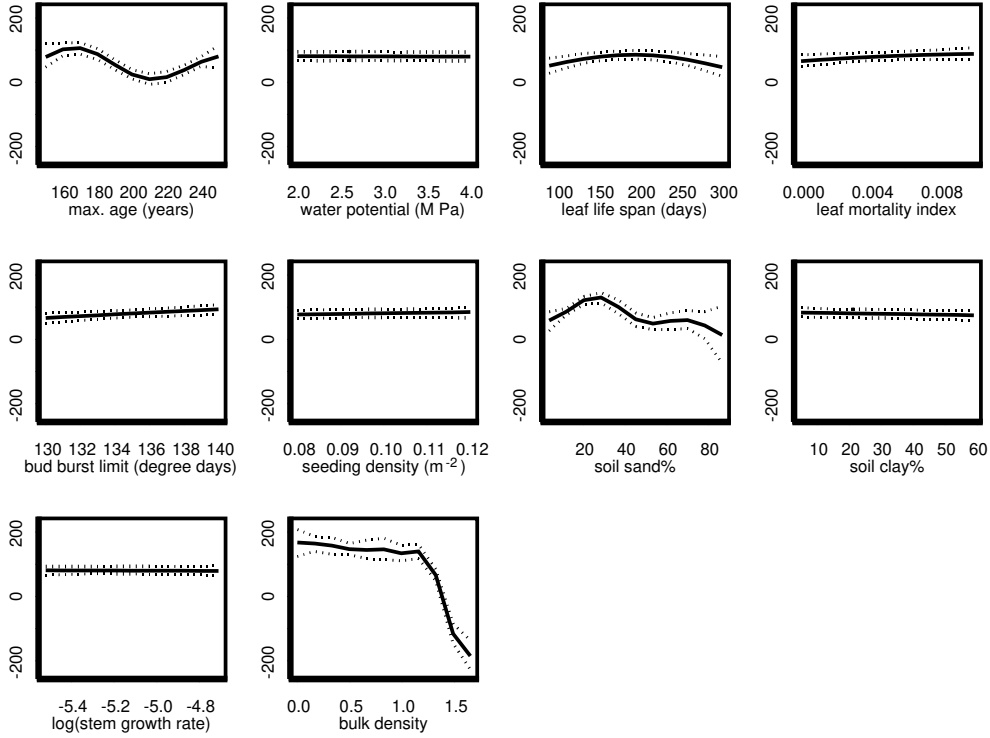 200
0
-200
160 180 200 220 240
max. age (years)
200
0
-200
2.0 2.5 3.0 3.5 4.0
water potential (M Pa)
200
0
-200
100 150 200 250 300
leaf life span (days)
200
0
-200
0.000 0.004 0.008
leaf mortality index
200
0
-200
130 132 134 136 138 140
bud burst limit (degree days)
200
0
-200
0.08 0.09 0.10 0.11 0.12
seeding density (m⁻²)
200
0
-200
20 40 60 80
soil sand%
200
0
-200
10 20 30 40 50 60
soil clay%
200
0
-200
-5.4 -5.2 -5.0 -4.8
log(stem growth rate)
200
0
-200
0.0 0.5 1.0 1.5
bulk density